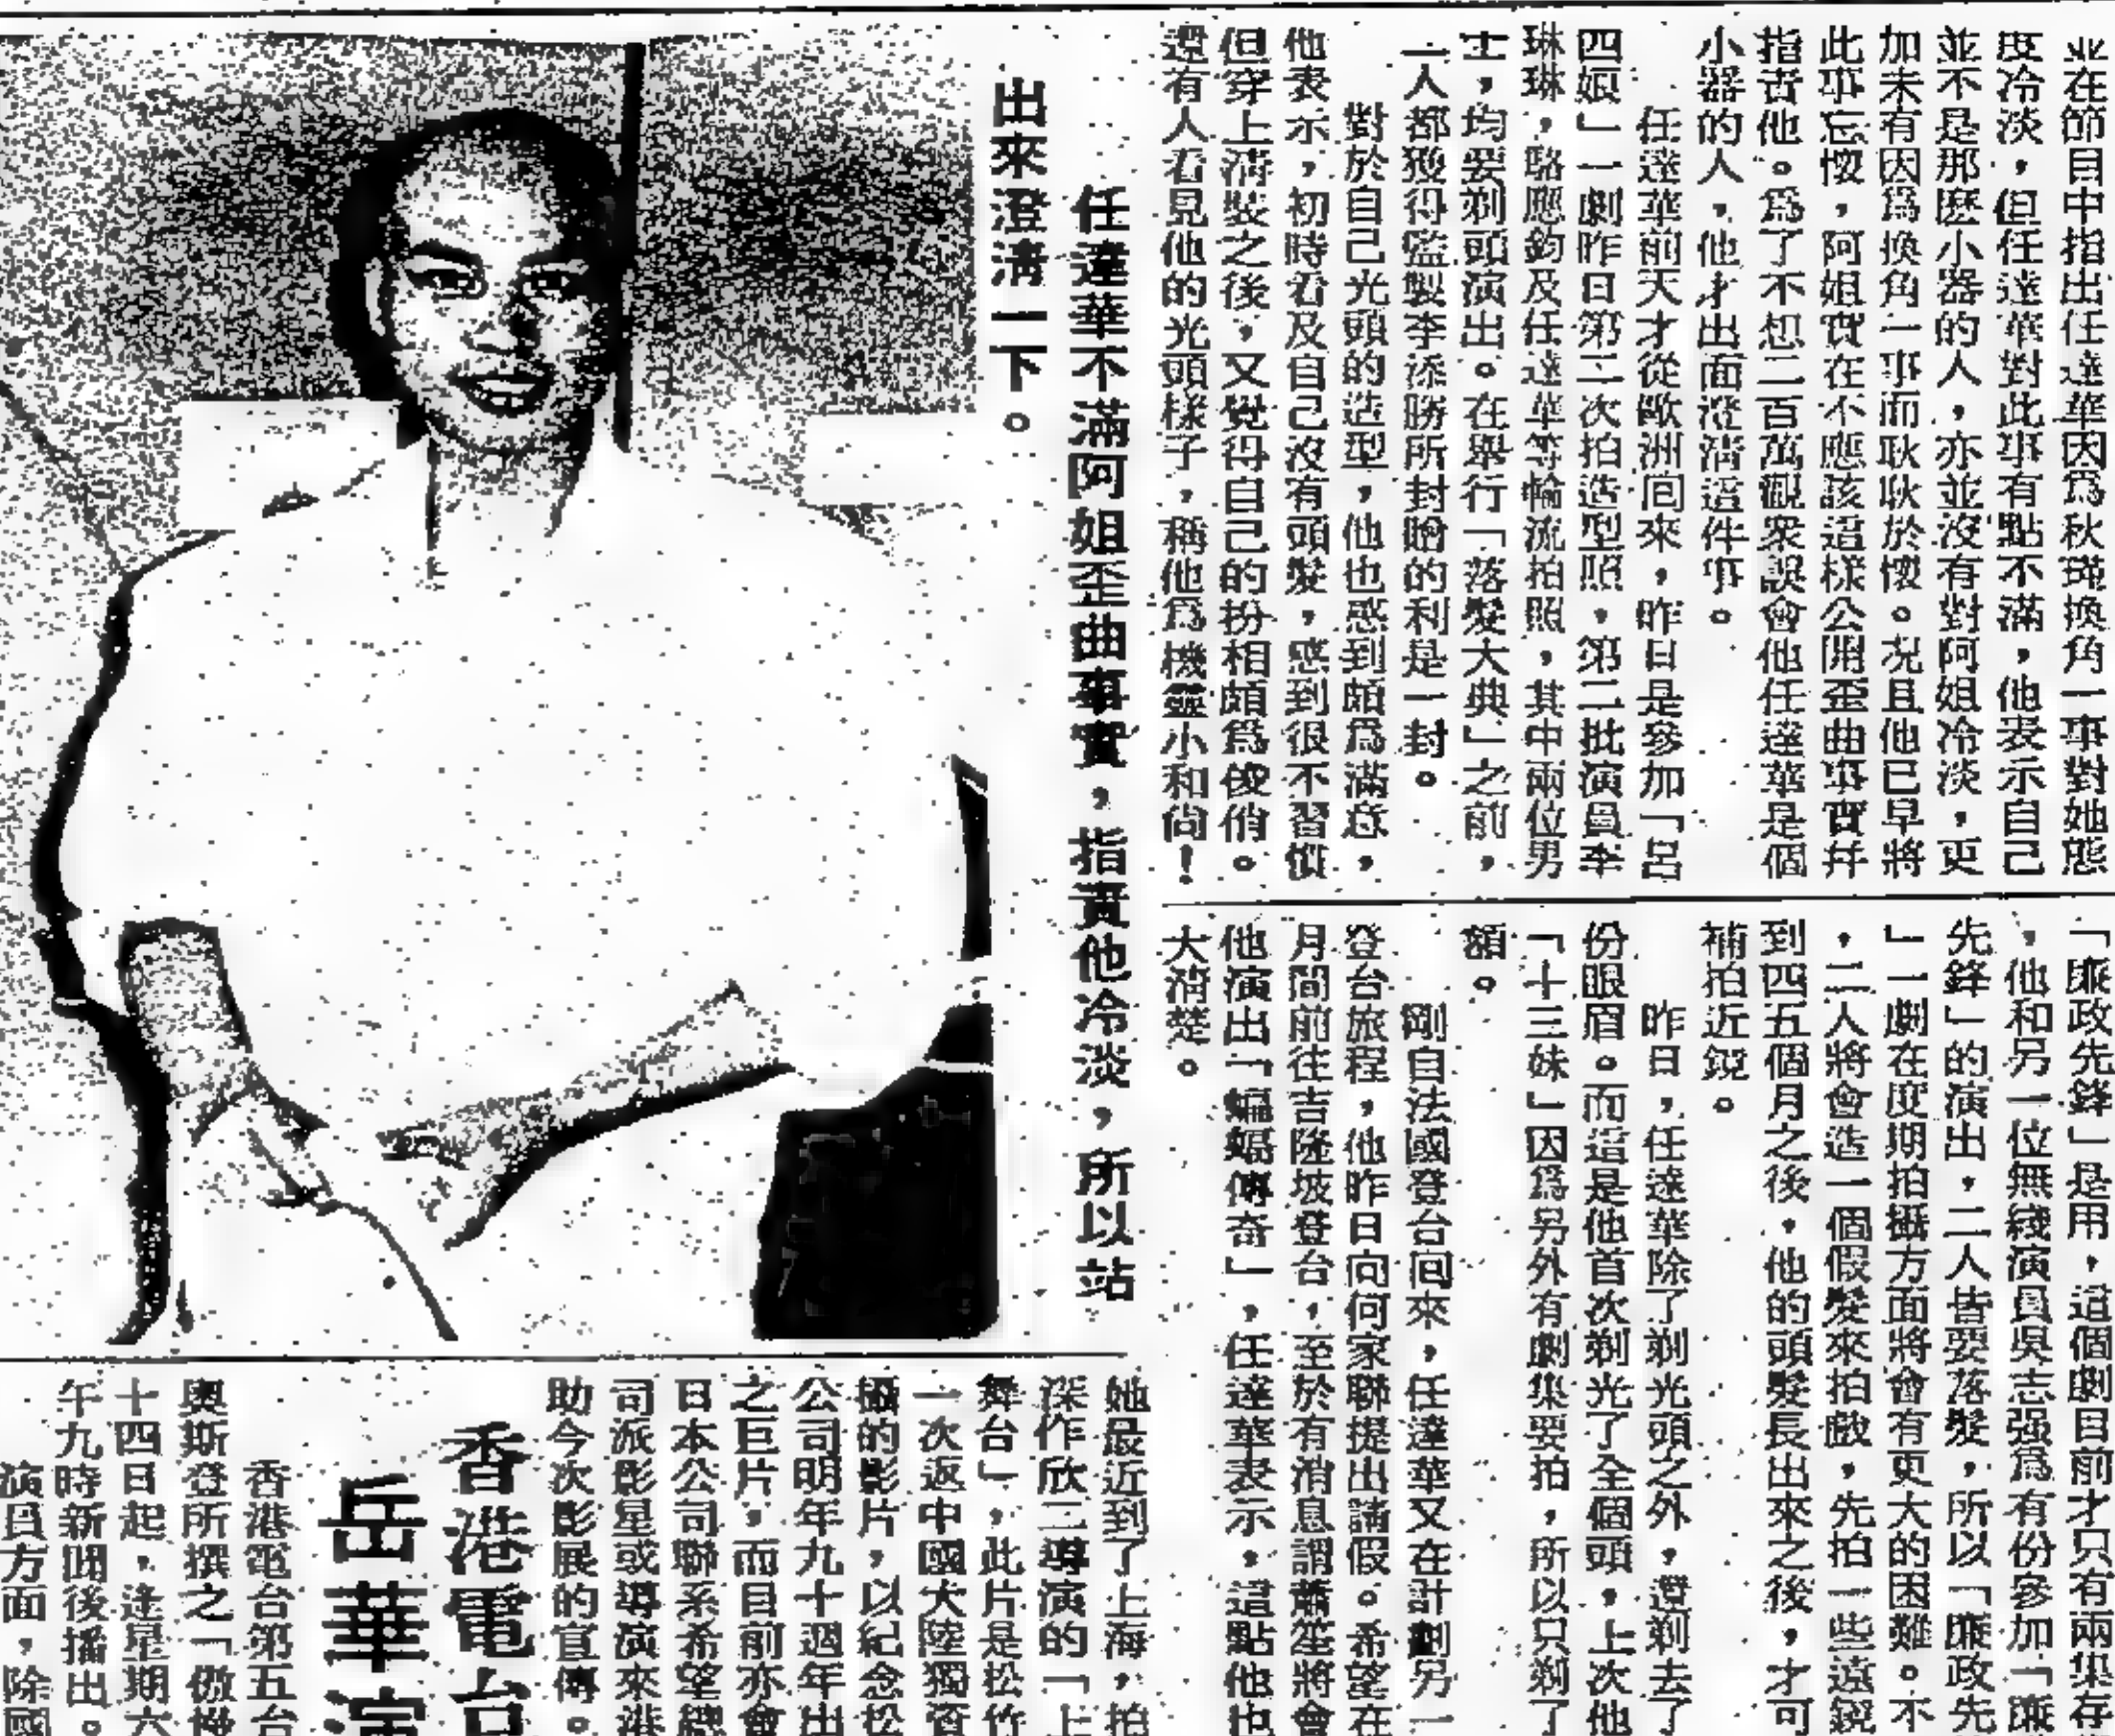 並在節目中指出任達華因爲秋瑾換角一事對她態
度冷淡，但任達華對此事有點不滿，他表示自己
並不是那麽小器的人，亦並沒有對阿姐冷淡，更
加未有因爲換角一事而耿耿於懷。況且他已早將
此事忘懷，阿姐實在不應該這樣公開歪曲事實幷
指責他。爲了不想二百萬觀衆誤會他任達華是個
小器的人，他才出面澄清這件事。
任達華前天才從歐洲回來，昨日是參加「呂
四娘」一劇昨日第二次拍造型照，第二批演員李
琳琳，駱應鈞及任達華等輪流拍照，其中兩位男
士，均要剃頭演出。在舉行「落髮大典」之前，
二人都獲得監製李添勝所封贈的利是一封。
對於自己光頭的造型，他也感到頗爲滿意，
他表示，初時看及自己沒有頭髮，感到很不習慣
但穿上清裝之後，又覺得自己的扮相頗爲俊俏。
還有人看見他的光頭樣子，稱他爲機靈小和尚！
任達華不滿阿姐歪曲事實，指責他冷淡，所以站
出來澄淸一下。
「廉政先鋒」是用，這個劇目前才只有兩集存
，他和另一位無綫演員吳志强爲有份參加「廉
先鋒」的演出，二人皆要落髮，所以「廉政先
」一劇在度期拍攝方面將會有更大的困難。不
，二人將會造一個假髮來拍戲，先拍一些遠鏡
到四五個月之後，他的頭髮長出來之後，才可
補拍近鏡。
昨日，任達華除了剃光頭之外，還剃去了
份眼眉。而這是他首次剃光了全個頭，上次他
「十三妹」因爲另外有劇集要拍，所以只剃了
額。
剛自法國登台回來，任達華又在計劃另一
登台旅程，他昨日向何家聯提出請假。希望在
月間前往吉隆坡登台，至於有消息謂蕭笙將會
他演出「蝙蝠傳奇」，任達華表示，這點他也
大清楚。
她最近到了上海，拍
深作欣二導演的「上
舞台」，此片是松竹
一次返中國大陸獨資
攝的影片，以紀念松
公司明年九十週年出
之巨片，而目前亦會
日本公司聯系希望
司派影星或導演來港
助今次影展的宣傳。
香港電台
岳華演
香港電台第五台
奧斯登所撰之「傲慢
十四日起，逢星期六
午九時新聞後播出。
演員方面，除國